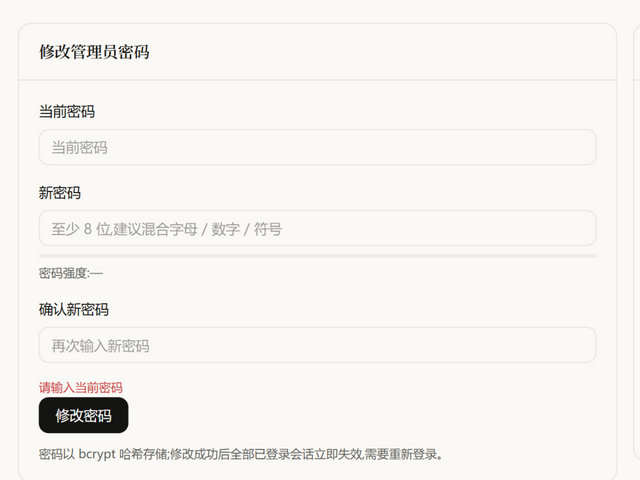 修改管理员密码
当前密码
当前密码
新密码
至少 8 位,建议混合字母 / 数字 / 符号
密码强度:—
确认新密码
再次输入新密码
请输入当前密码
修改密码
密码以 bcrypt 哈希存储;修改成功后全部已登录会话立即失效,需要重新登录。